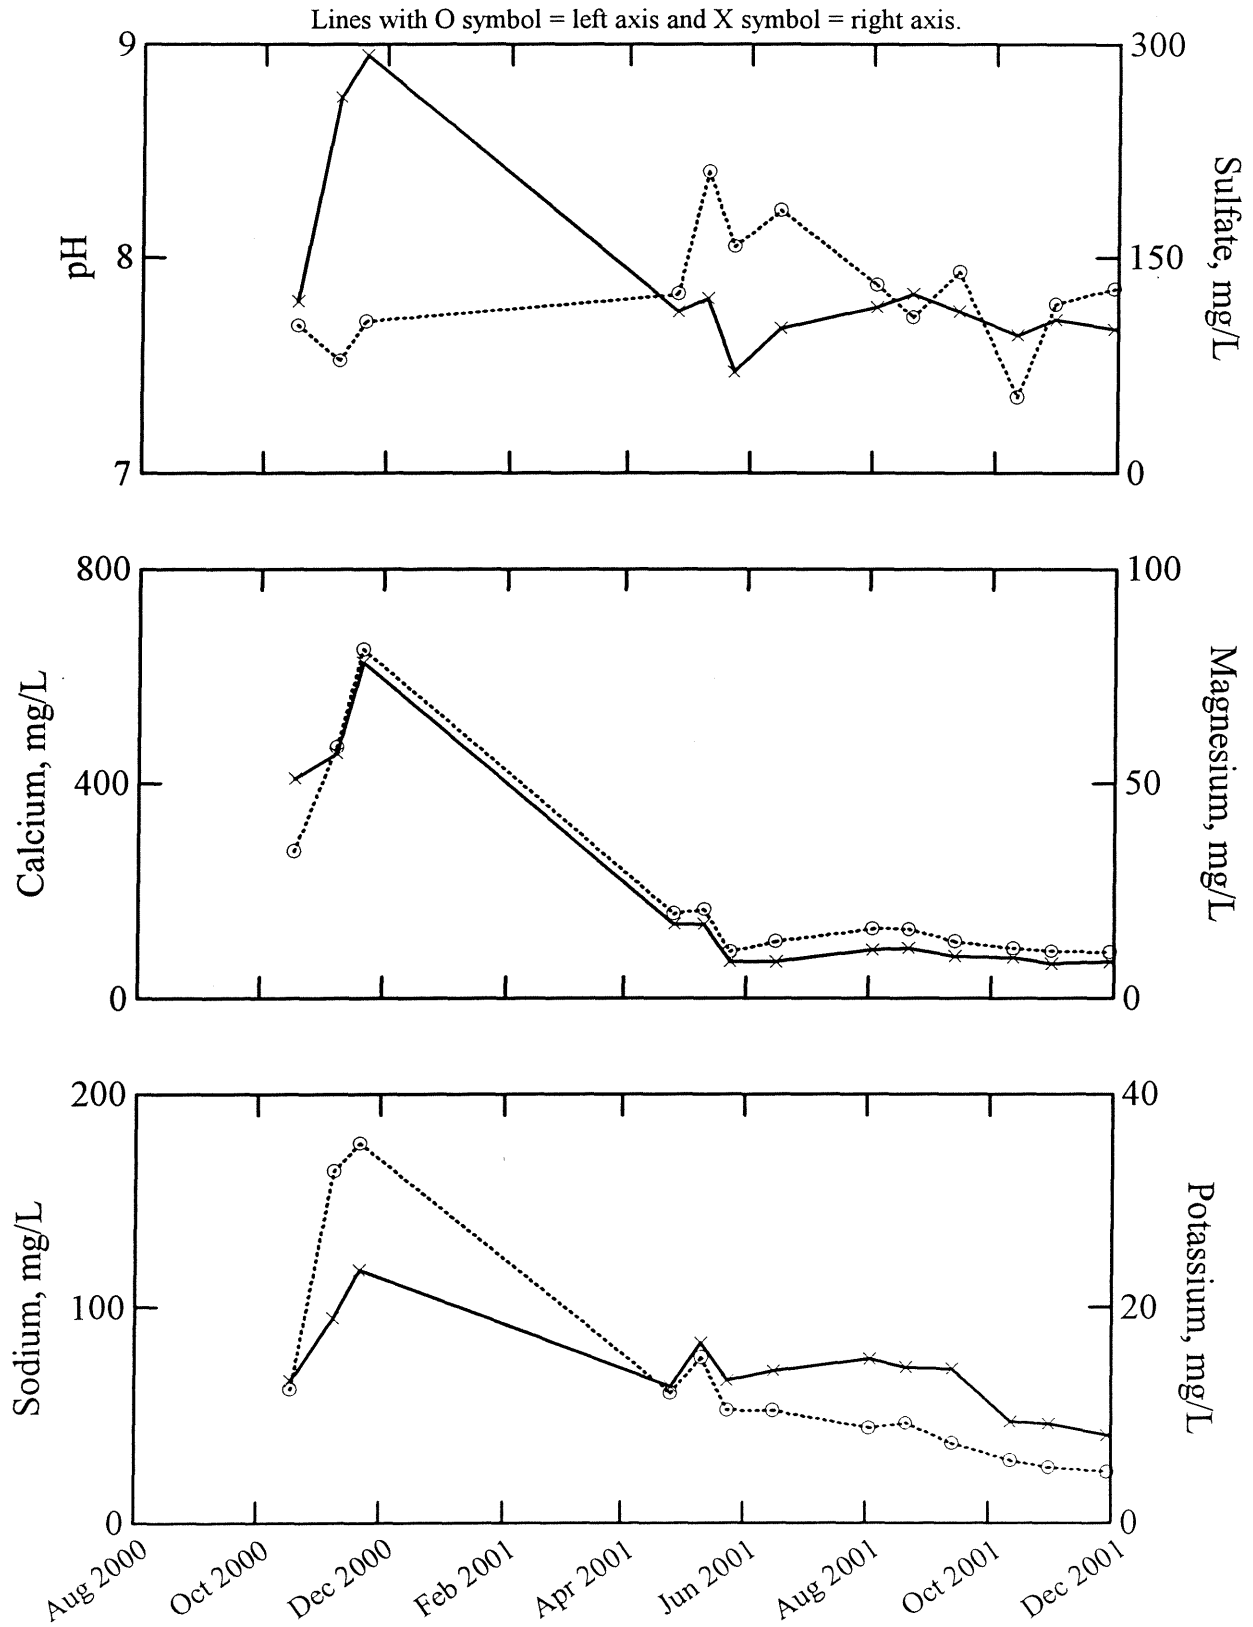 Lines with O symbol = left axis and X symbol = right axis.
9
300
pH
8
150
Sulfate, mg/L
7
0
800
100
Calcium, mg/L
400
50
Magnesium, mg/L
0
0
200
40
Sodium, mg/L
100
20
Potassium, mg/L
0
0
Aug 2000
Oct 2000
Dec 2000
Feb 2001
Apr 2001
Jun 2001
Aug 2001
Oct 2001
Dec 2001